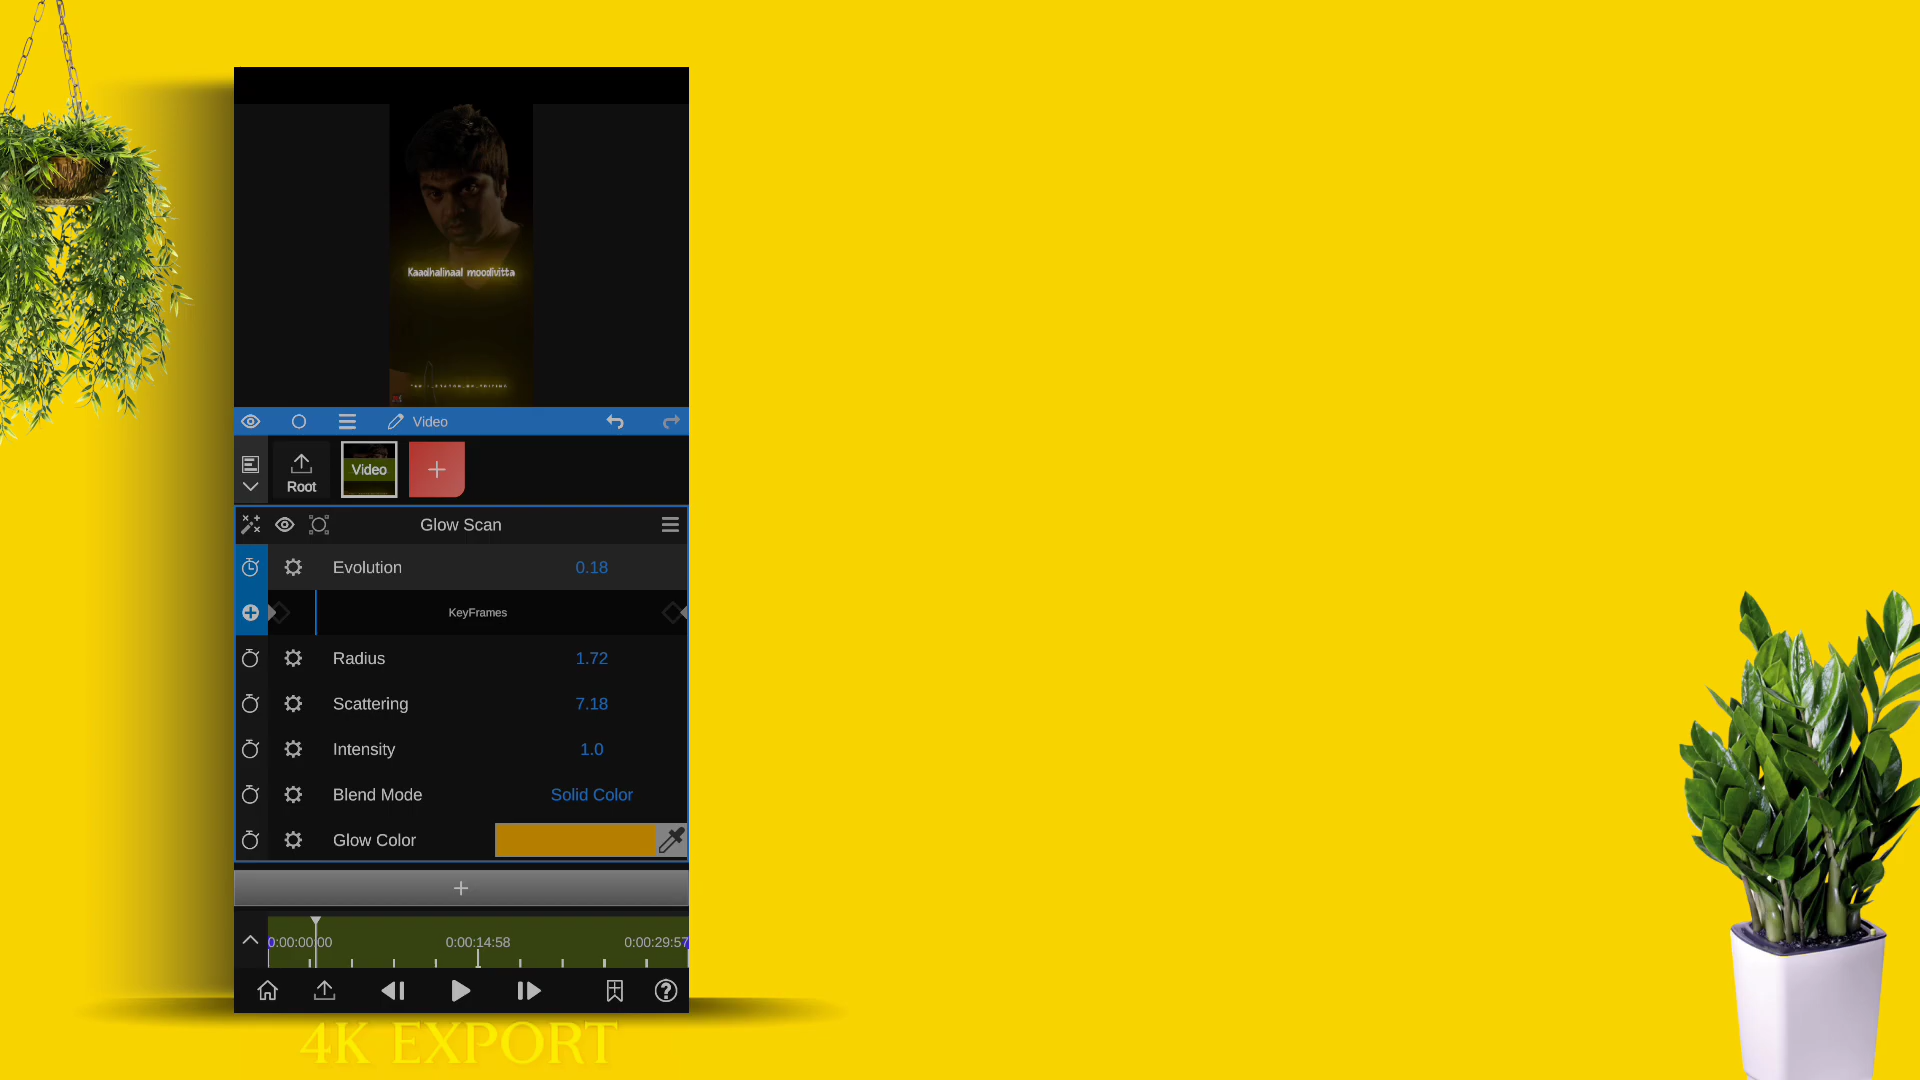 Kaadhalinaal moodivitta
Video
Root
Video
Glow Scan
Evolution 0.18
KeyFrames
Radius 1.72
Scattering 7.18
Intensity 1.0
Blend Mode Solid Color
Glow Color
0:00:00:00 0:00:14:58 0:00:29:57
4K EXPORT